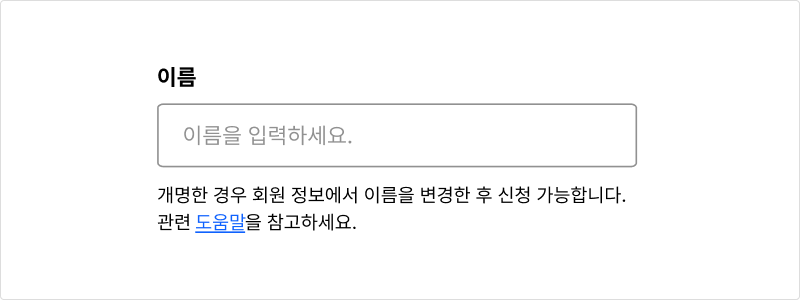 이름
이름을 입력하세요.
개명한 경우 회원 정보에서 이름을 변경한 후 신청 가능합니다.
관련 도움말을 참고하세요.